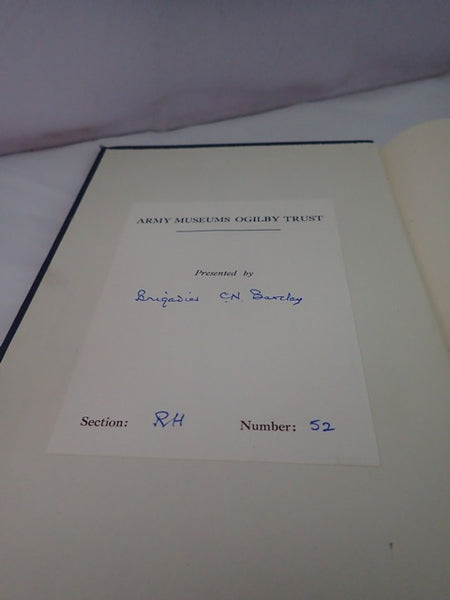 ARMY MUSEUMS OGILBY TRUST
Presented by
Brigadier C.N. Barclay
Section: RH Number: 52